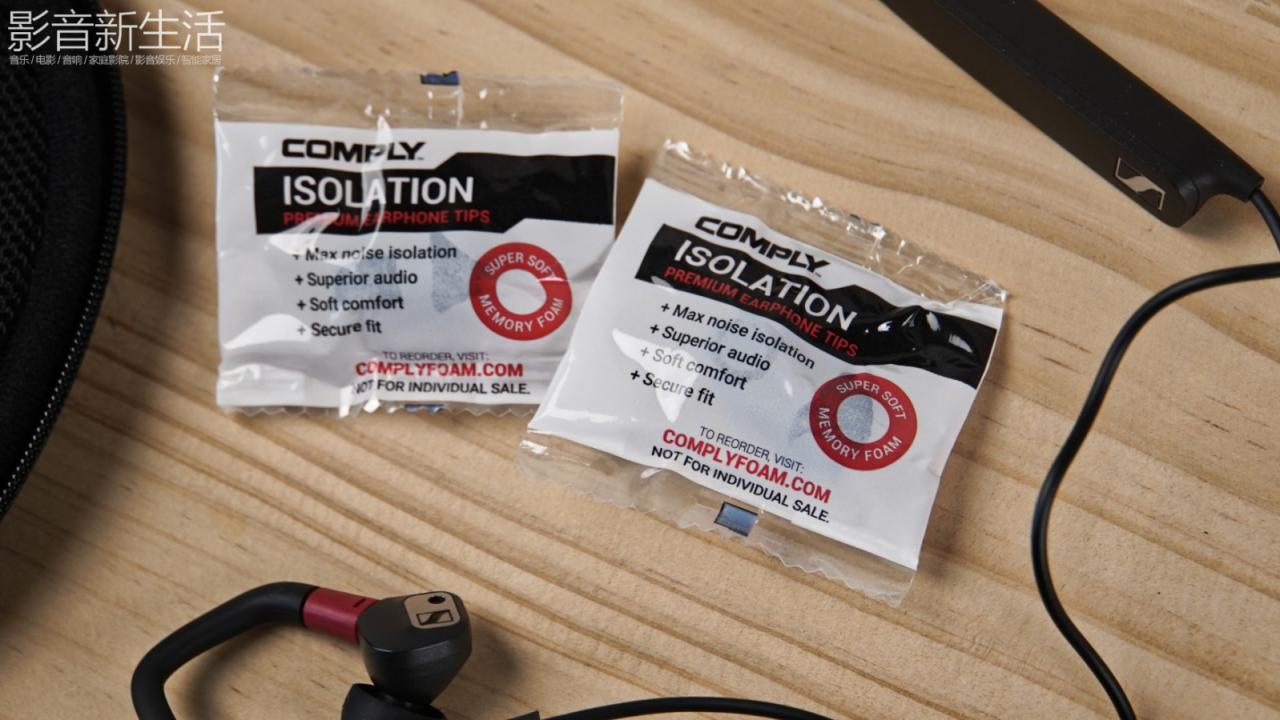 影音新生活
音乐 / 电影 / 音响 / 家庭影院 / 影音娱乐 / 智能家居
COMPLY™
ISOLATION
PREMIUM EARPHONE TIPS
+ Max noise isolation
+ Superior audio
+ Soft comfort
+ Secure fit
SUPER SOFT
MEMORY FOAM
TO REORDER, VISIT:
COMPLYFOAM.COM
NOT FOR INDIVIDUAL SALE.
COMPLY
ISOLATION
PREMIUM EARPHONE TIPS
+ Max noise isolation
+ Superior audio
+ Soft comfort
+ Secure fit
SUPER SOFT
MEMORY FOAM
TO REORDER, VISIT:
COMPLYFOAM.COM
NOT FOR INDIVIDUAL SALE.